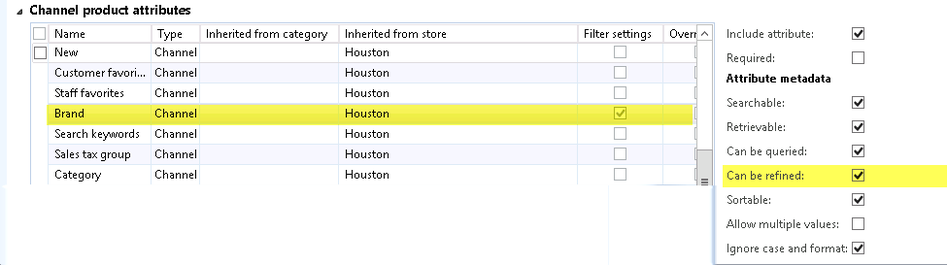 Channel product attributes
Name Type Inherited from category Inherited from store Filter settings Overr
New Channel Houston
Customer favori... Channel Houston
Staff favorites Channel Houston
Brand Channel Houston
Search keywords Channel Houston
Sales tax group Channel Houston
Category Channel Houston
Include attribute:
Required:
Attribute metadata
Searchable:
Retrievable:
Can be queried:
Can be refined:
Sortable:
Allow multiple values:
Ignore case and format: